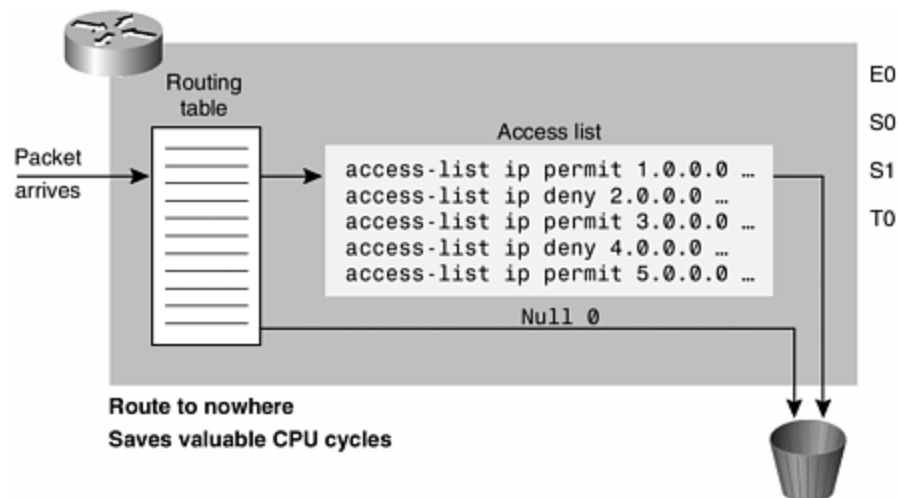 Routing
table
Packet
arrives
Access list
access-list ip permit 1.0.0.0 …
access-list ip deny 2.0.0.0 …
access-list ip permit 3.0.0.0 …
access-list ip deny 4.0.0.0 …
access-list ip permit 5.0.0.0 …
Null 0
E0
S0
S1
T0
Route to nowhere
Saves valuable CPU cycles